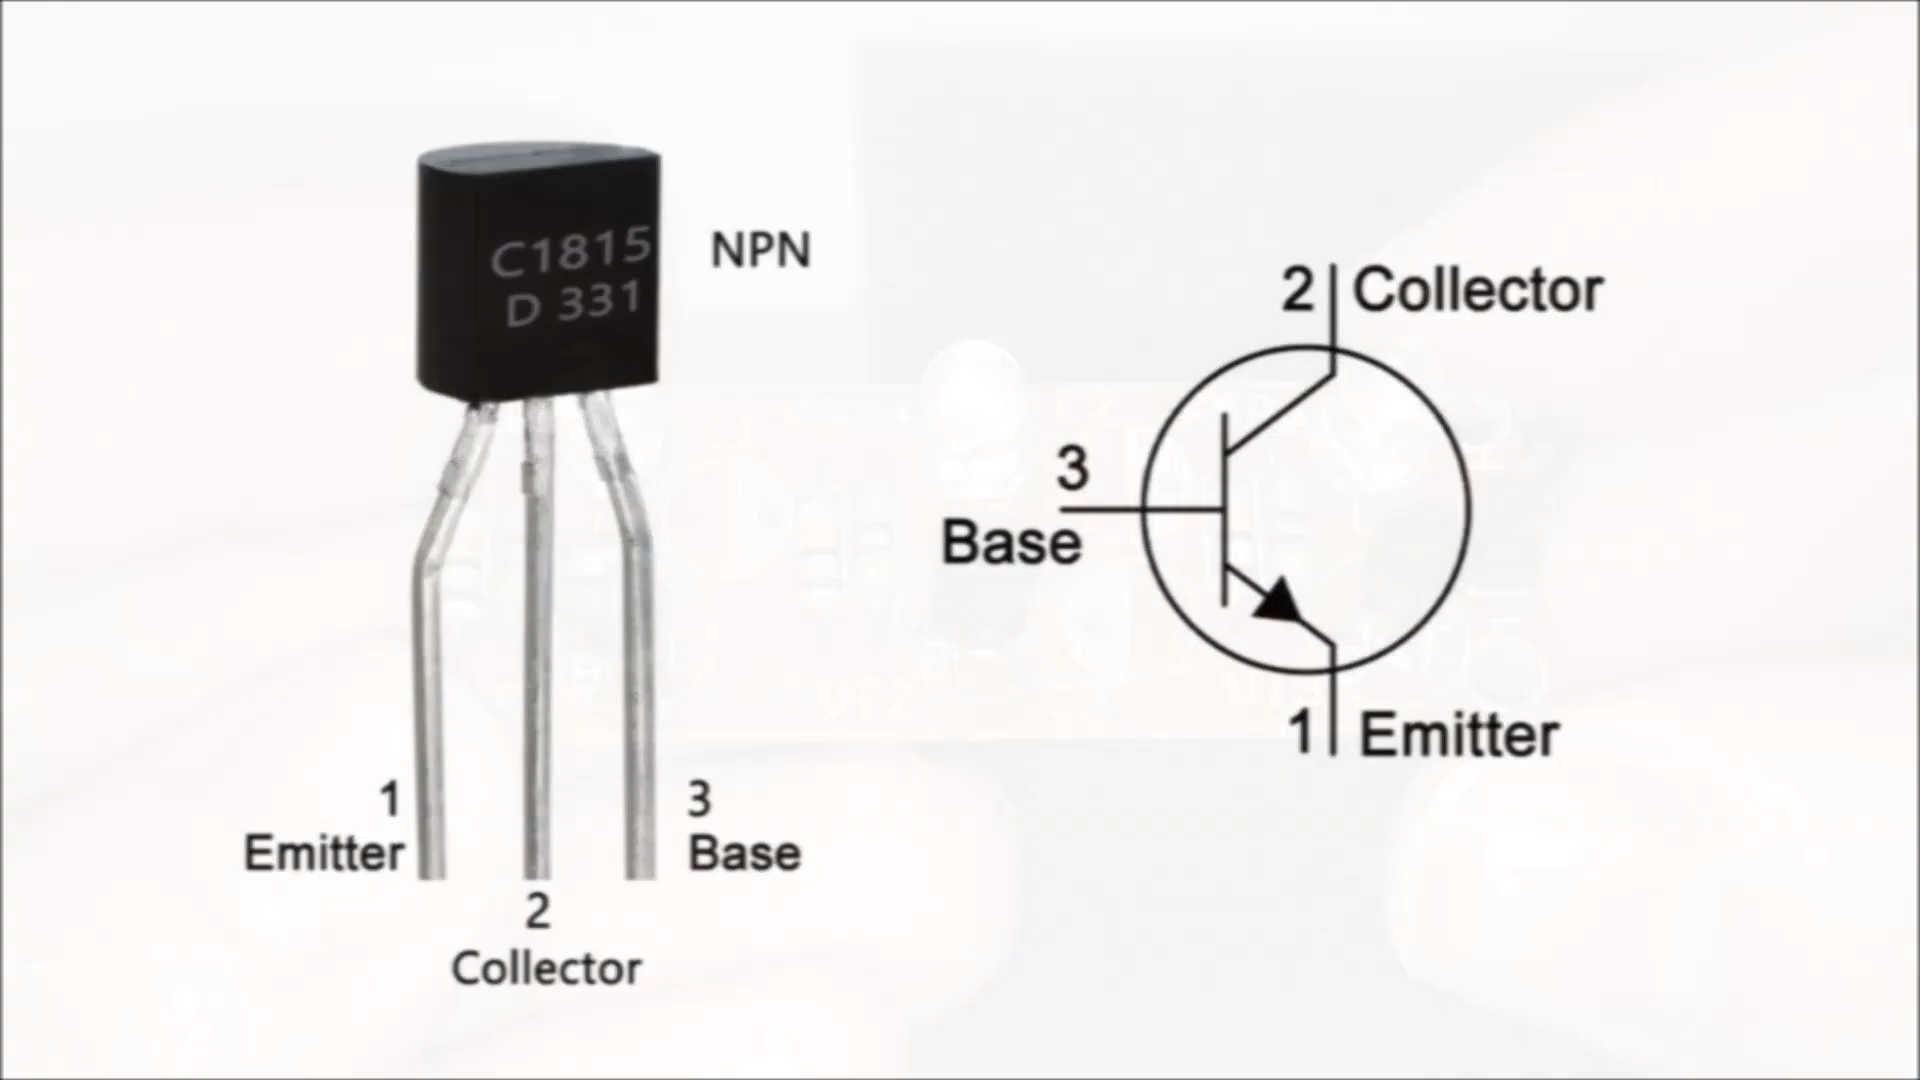 C1815
D 331
NPN
1
Emitter
2
Collector
3
Base
2 Collector
3
Base
1 Emitter